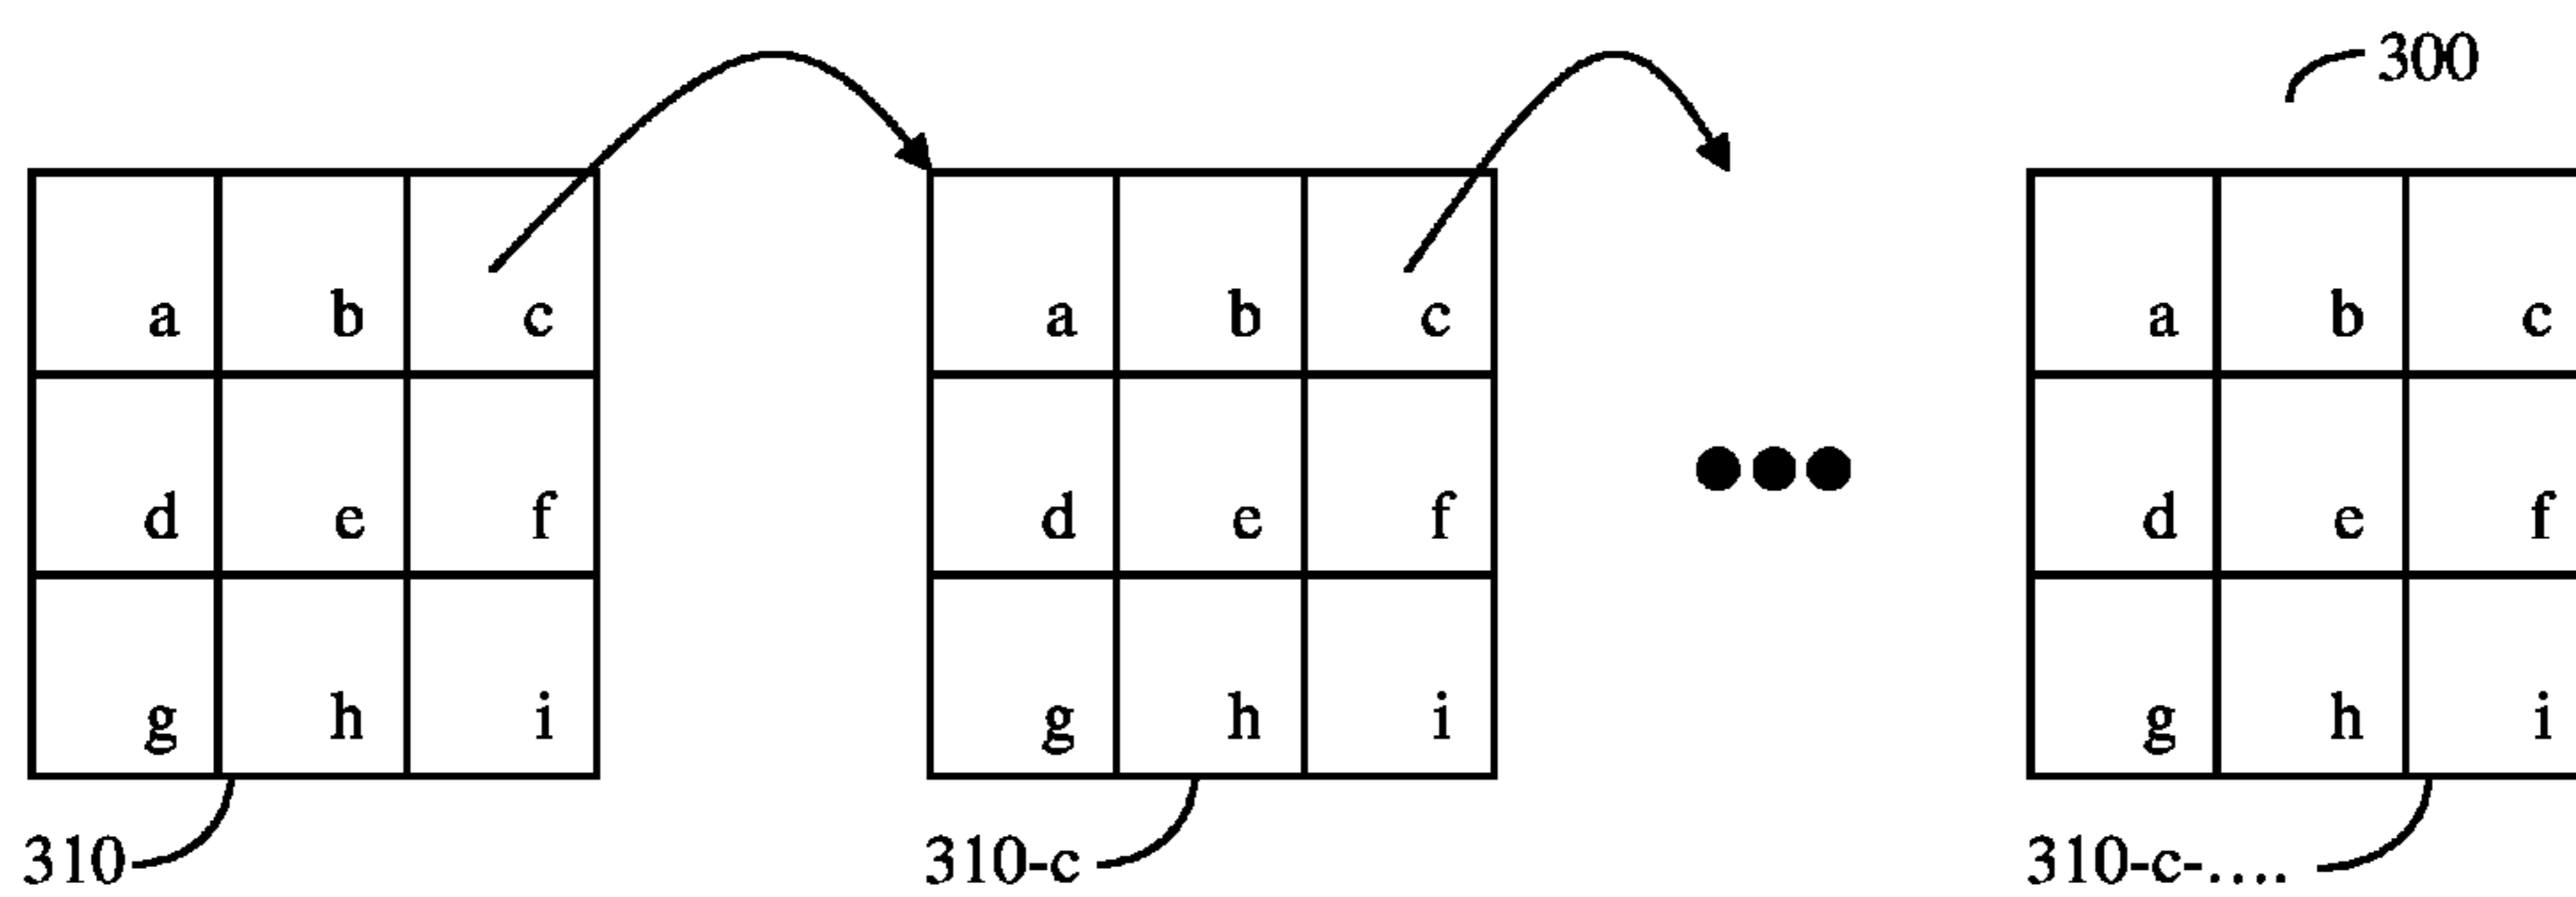 300
a b c a b c a b c
d e f d e f d e f
g h i g h i g h i
310 310-c 310-c-....